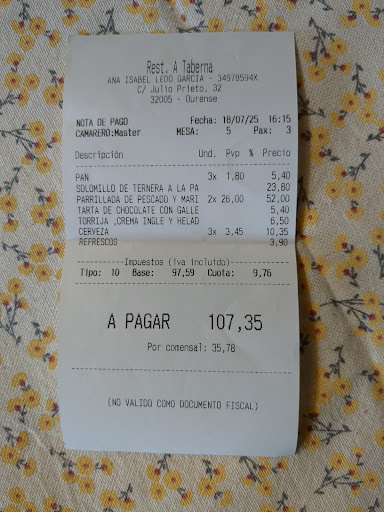 Rest. A Taberna
ANA ISABEL LEDO GARCIA - 34978594X
C/ Julio Prieto, 32
32005 - Ourense
NOTA DE PAGO Fecha: 18/07/25 16:15
CAMARERO:Master MESA: 5 Pax: 3
Descripción Und. Pvp % Precio
PAN 3x 1,80 5,40
SOLOMILLO DE TERNERA A LA PA 23,80
PARRILLADA DE PESCADO Y MARI 2x 26,00 52,00
TARTA DE CHOCOLATE CON GALLE 5,40
TORRIJA ,CREMA INGLE Y HELAD 6,50
CERVEZA 3x 3,45 10,35
REFRESCOS 3,90
Impuestos (Iva incluido)
Tipo: 10 Base: 97,59 Cuota: 9,76
A PAGAR 107,35
Por comensal: 35,78
(NO VALIDO COMO DOCUMENTO FISCAL)